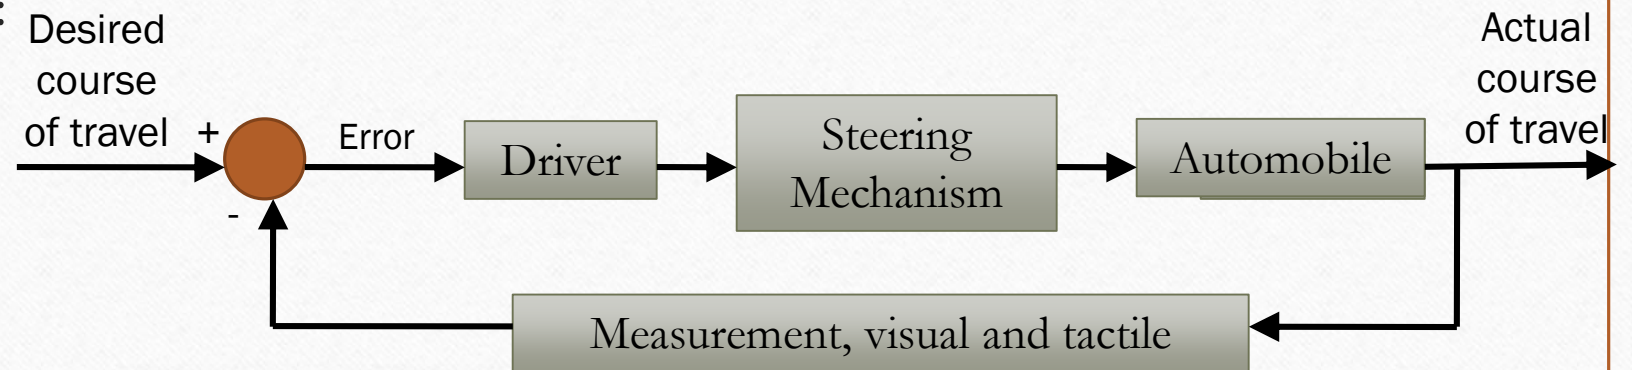 :
Desired
course
of travel
+
-
Error
Driver
Steering
Mechanism
Automobile
Actual
course
of travel
Measurement, visual and tactile